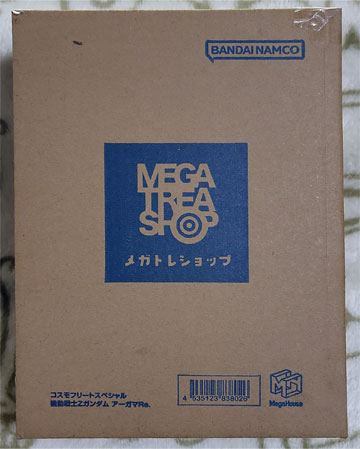 BANDAI NAMCO
MEGA
TREA
SHOP
メガトレショップ
コスモフリートスペシャル
機動戦士Zガンダム アーガマRe.
4 535123 838026
MegaHouse